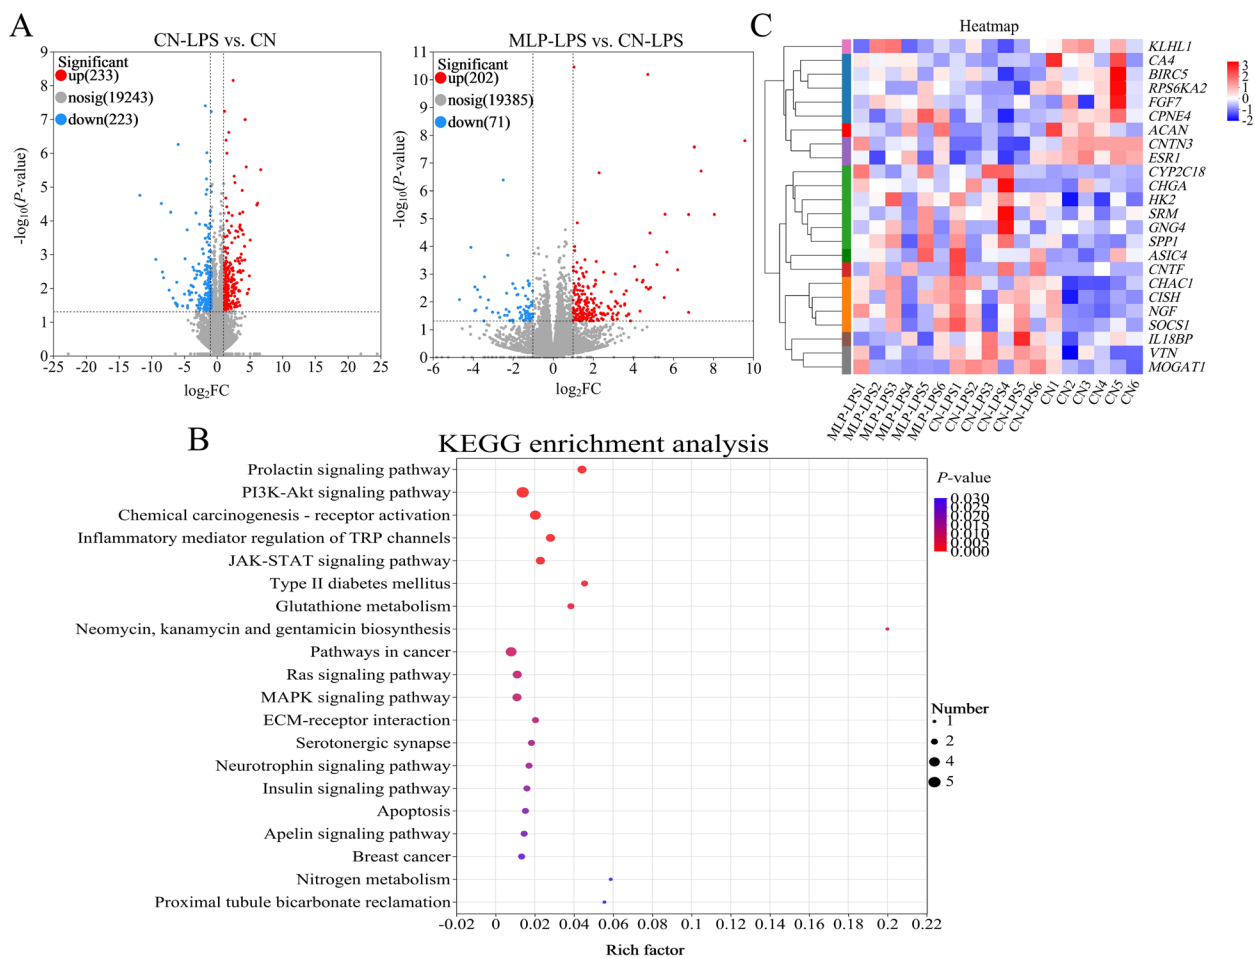 A
CN-LPS vs. CN
Significant
up(233)
nosig(19243)
down(223)
9
8
7
6
5
4
3
2
1
0
-log10(P-value)
-25 -20 -15 -10 -5 0 5 10 15 20 25
log2FC
MLP-LPS vs. CN-LPS
Significant
up(202)
nosig(19385)
down(71)
11
10
9
8
7
6
5
4
3
2
1
0
-log10(P-value)
-6 -4 -2 0 2 4 6 8 10
log2FC
C
Heatmap
KLHL1
CA4
BIRC5
RPS6KA2
FGF7
CPNE4
ACAN
CNTN3
ESR1
CYP2C18
CHGA
HK2
SRM
GNG4
SPP1
ASIC4
CNTF
CHAC1
CISH
NGF
SOCS1
IL18BP
VTN
MOGAT1
3
2
1
0
-1
-2
MLP-LPS1
MLP-LPS2
MLP-LPS3
MLP-LPS4
MLP-LPS5
MLP-LPS6
CN-LPS1
CN-LPS2
CN-LPS3
CN-LPS4
CN-LPS5
CN-LPS6
CN1
CN2
CN3
CN4
CN5
CN6
B
KEGG enrichment analysis
Prolactin signaling pathway
PI3K-Akt signaling pathway
Chemical carcinogenesis - receptor activation
Inflammatory mediator regulation of TRP channels
JAK-STAT signaling pathway
Type II diabetes mellitus
Glutathione metabolism
Neomycin, kanamycin and gentamicin biosynthesis
Pathways in cancer
Ras signaling pathway
MAPK signaling pathway
ECM-receptor interaction
Serotonergic synapse
Neurotrophin signaling pathway
Insulin signaling pathway
Apoptosis
Apelin signaling pathway
Breast cancer
Nitrogen metabolism
Proximal tubule bicarbonate reclamation
-0.02 0 0.02 0.04 0.06 0.08 0.1 0.12 0.14 0.16 0.18 0.2 0.22
Rich factor
P-value
0.030
0.020
0.015
0.010
0.005
0.000
Number
1
2
4
5